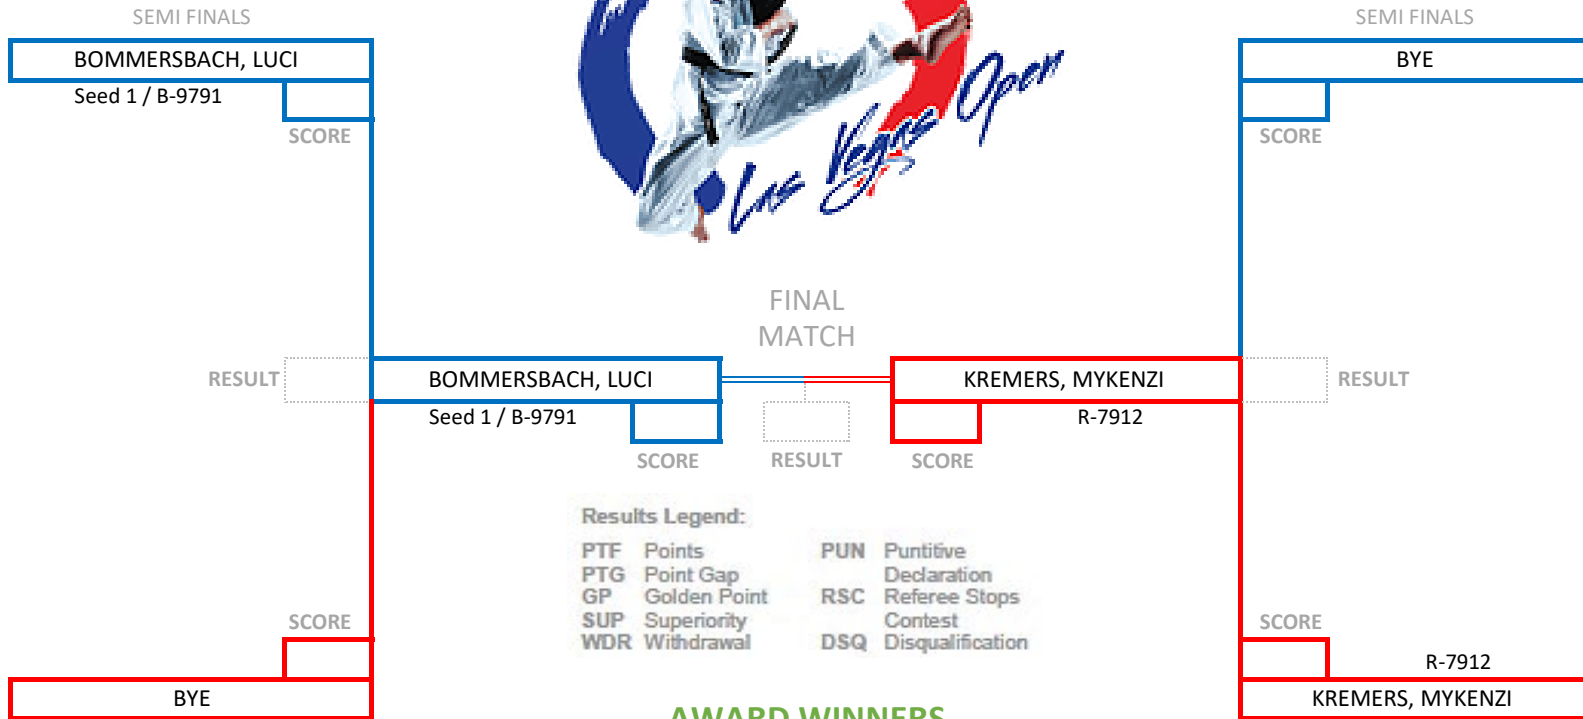 SEMI FINALS
SEMI FINALS
BOMMERSBACH, LUCI
BYE
Seed 1 / B-9791
SCORE
SCORE
Las Vegas Open
FINAL
MATCH
RESULT
BOMMERSBACH, LUCI
KREMERS, MYKENZI
RESULT
Seed 1 / B-9791
R-7912
SCORE
RESULT
SCORE
Results Legend:
PTF Points
PTG Point Gap
GP Golden Point
SUP Superiority
WDR Withdrawal
PUN Puntitive
Declaration
RSC Referee Stops
Contest
DSQ Disqualification
SCORE
SCORE
R-7912
BYE
KREMERS, MYKENZI
AWARD WINNERS